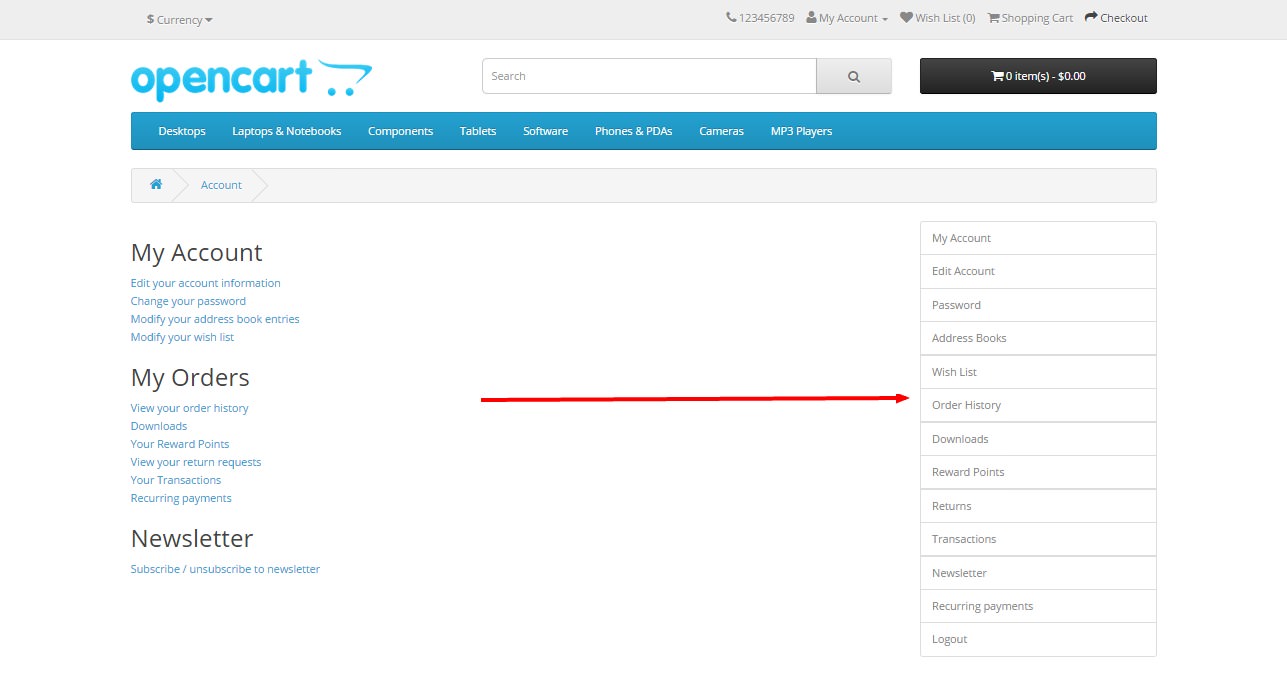 $ Currency
123456789 My Account Wish List (0) Shopping Cart Checkout
opencart
Search
0 item(s) - $0.00
Desktops Laptops & Notebooks Components Tablets Software Phones & PDAs Cameras MP3 Players
Account
My Account
Edit your account information
Change your password
Modify your address book entries
Modify your wish list
My Orders
View your order history
Downloads
Your Reward Points
View your return requests
Your Transactions
Recurring payments
Newsletter
Subscribe / unsubscribe to newsletter
My Account
Edit Account
Password
Address Books
Wish List
Order History
Downloads
Reward Points
Returns
Transactions
Newsletter
Recurring payments
Logout